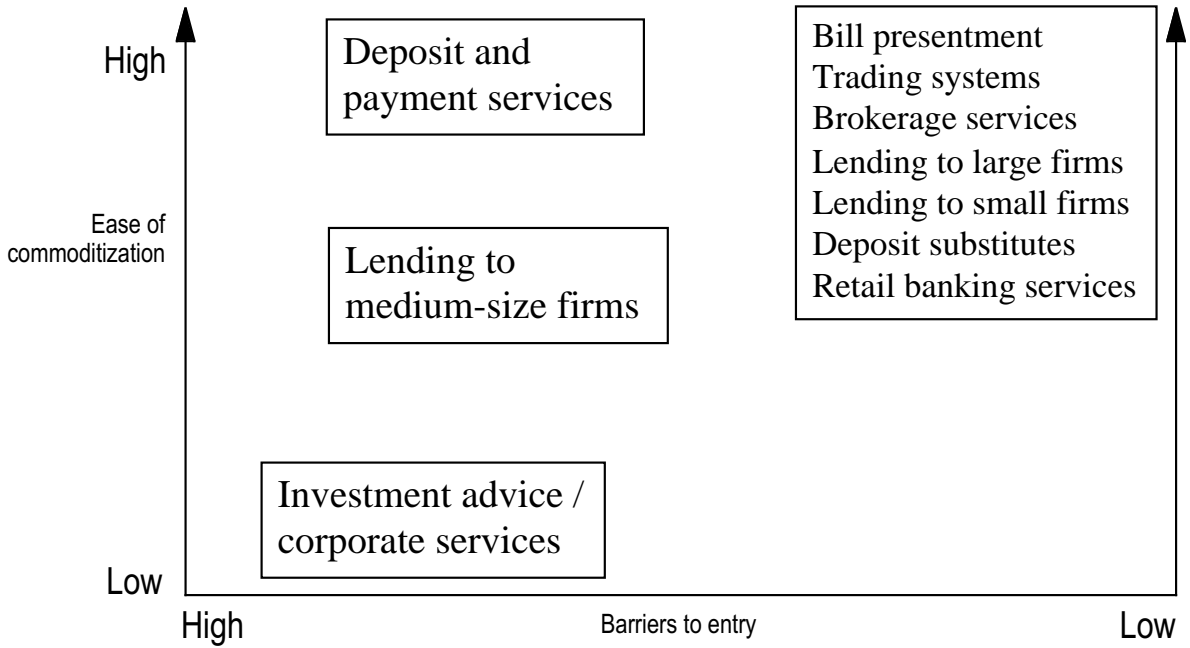 High
Ease of
commoditization
Low
Deposit and
payment services
Lending to
medium-size firms
Investment advice /
corporate services
Bill presentment
Trading systems
Brokerage services
Lending to large firms
Lending to small firms
Deposit substitutes
Retail banking services
High
Barriers to entry
Low